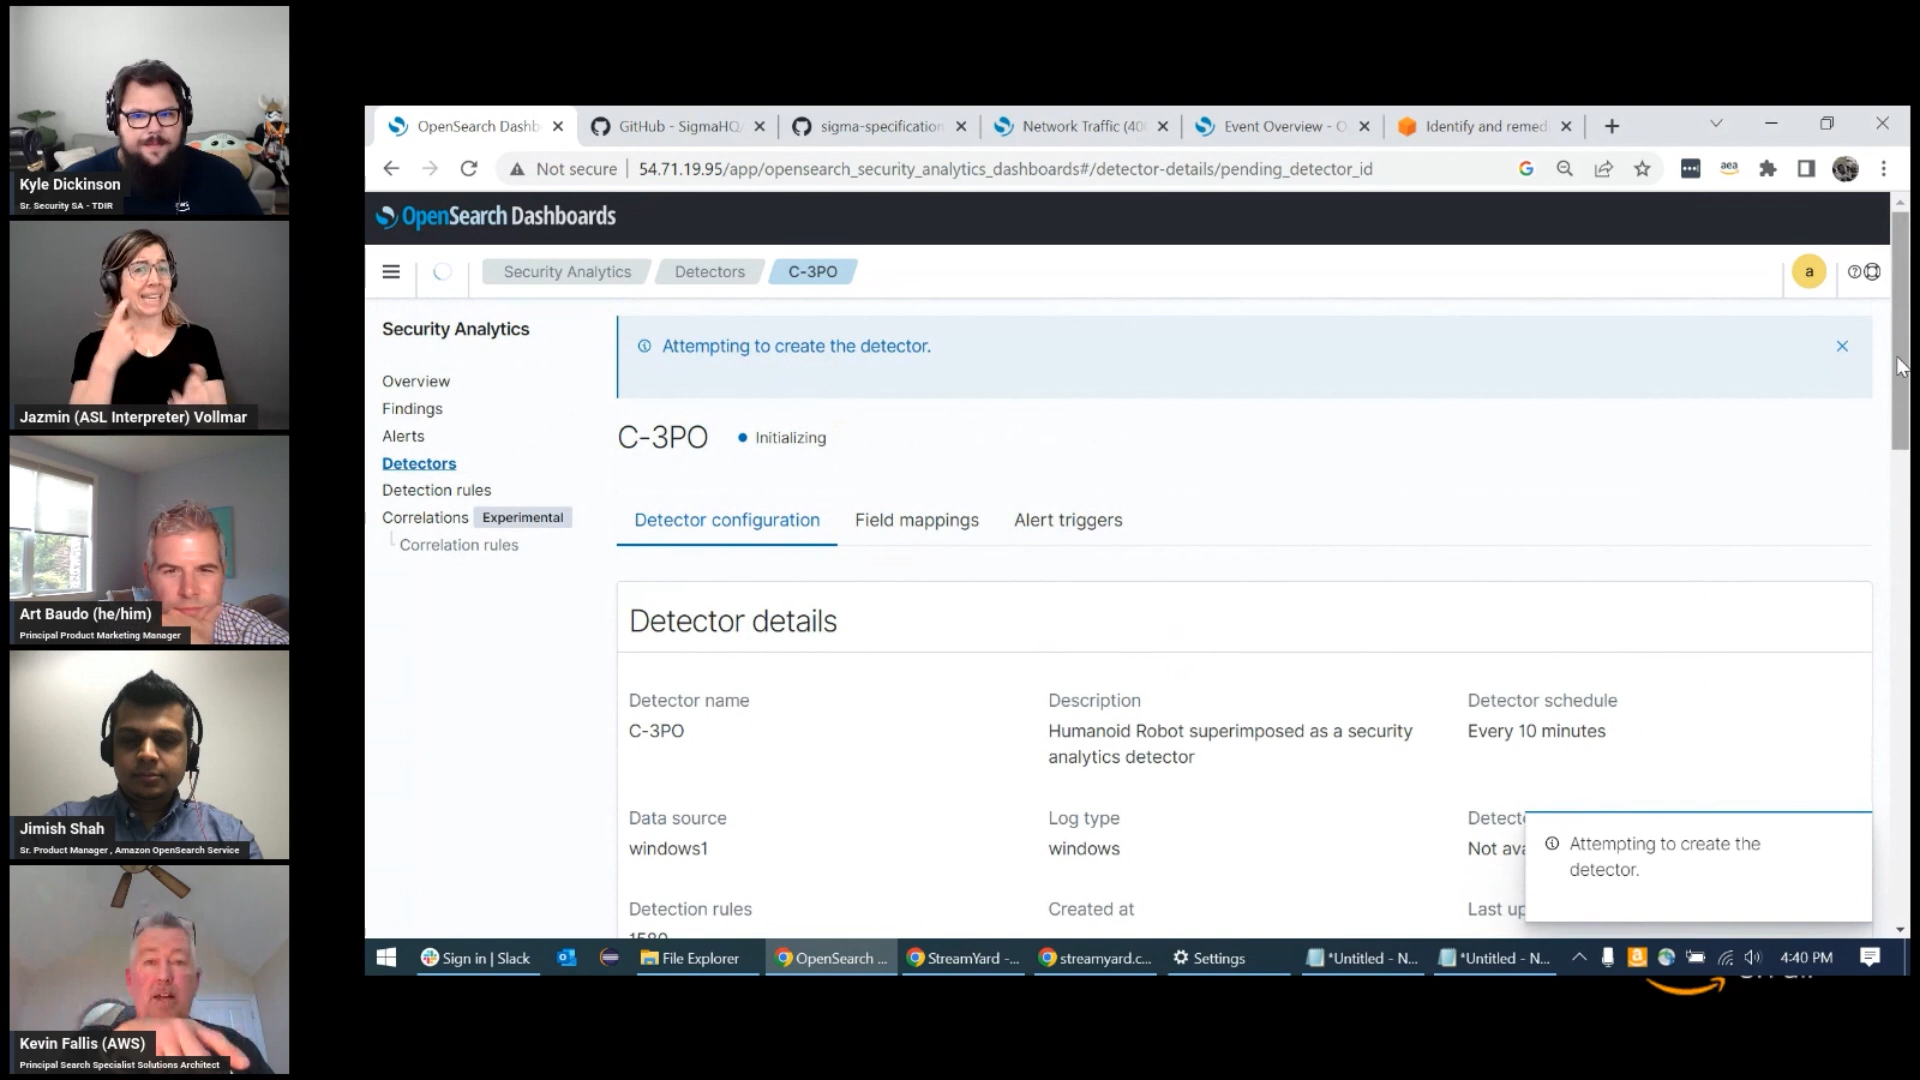 Kyle Dickinson
Sr. Security SA - TDIR
Jazmin (ASL Interpreter) Vollmar
Art Baudo (he/him)
Principal Product Marketing Manager
Jimish Shah
Sr. Product Manager , Amazon OpenSearch Service
Kevin Fallis (AWS)
Principal Search Specialist Solutions Architect
OpenSearch Dashb
GitHub - SigmaHQ/
sigma-specification
Network Traffic (40
Event Overview - O
Identify and remed
Not secure
54.71.19.95/app/opensearch_security_analytics_dashboards#/detector-details/pending_detector_id
aea
OpenSearch Dashboards
Security Analytics
Detectors
C-3PO
a
Security Analytics
Overview
Findings
Alerts
Detectors
Detection rules
Correlations Experimental
Correlation rules
Attempting to create the detector.
C-3PO
Initializing
Detector configuration
Field mappings
Alert triggers
Detector details
Detector name
C-3PO
Description
Humanoid Robot superimposed as a security
analytics detector
Detector schedule
Every 10 minutes
Data source
windows1
Log type
windows
Detect
Not ava
Detection rules
1580
Created at
Last up
Attempting to create the
detector.
Sign in | Slack
File Explorer
OpenSearch ...
StreamYard -...
streamyard.c...
Settings
*Untitled - N...
*Untitled - N...
4:40 PM